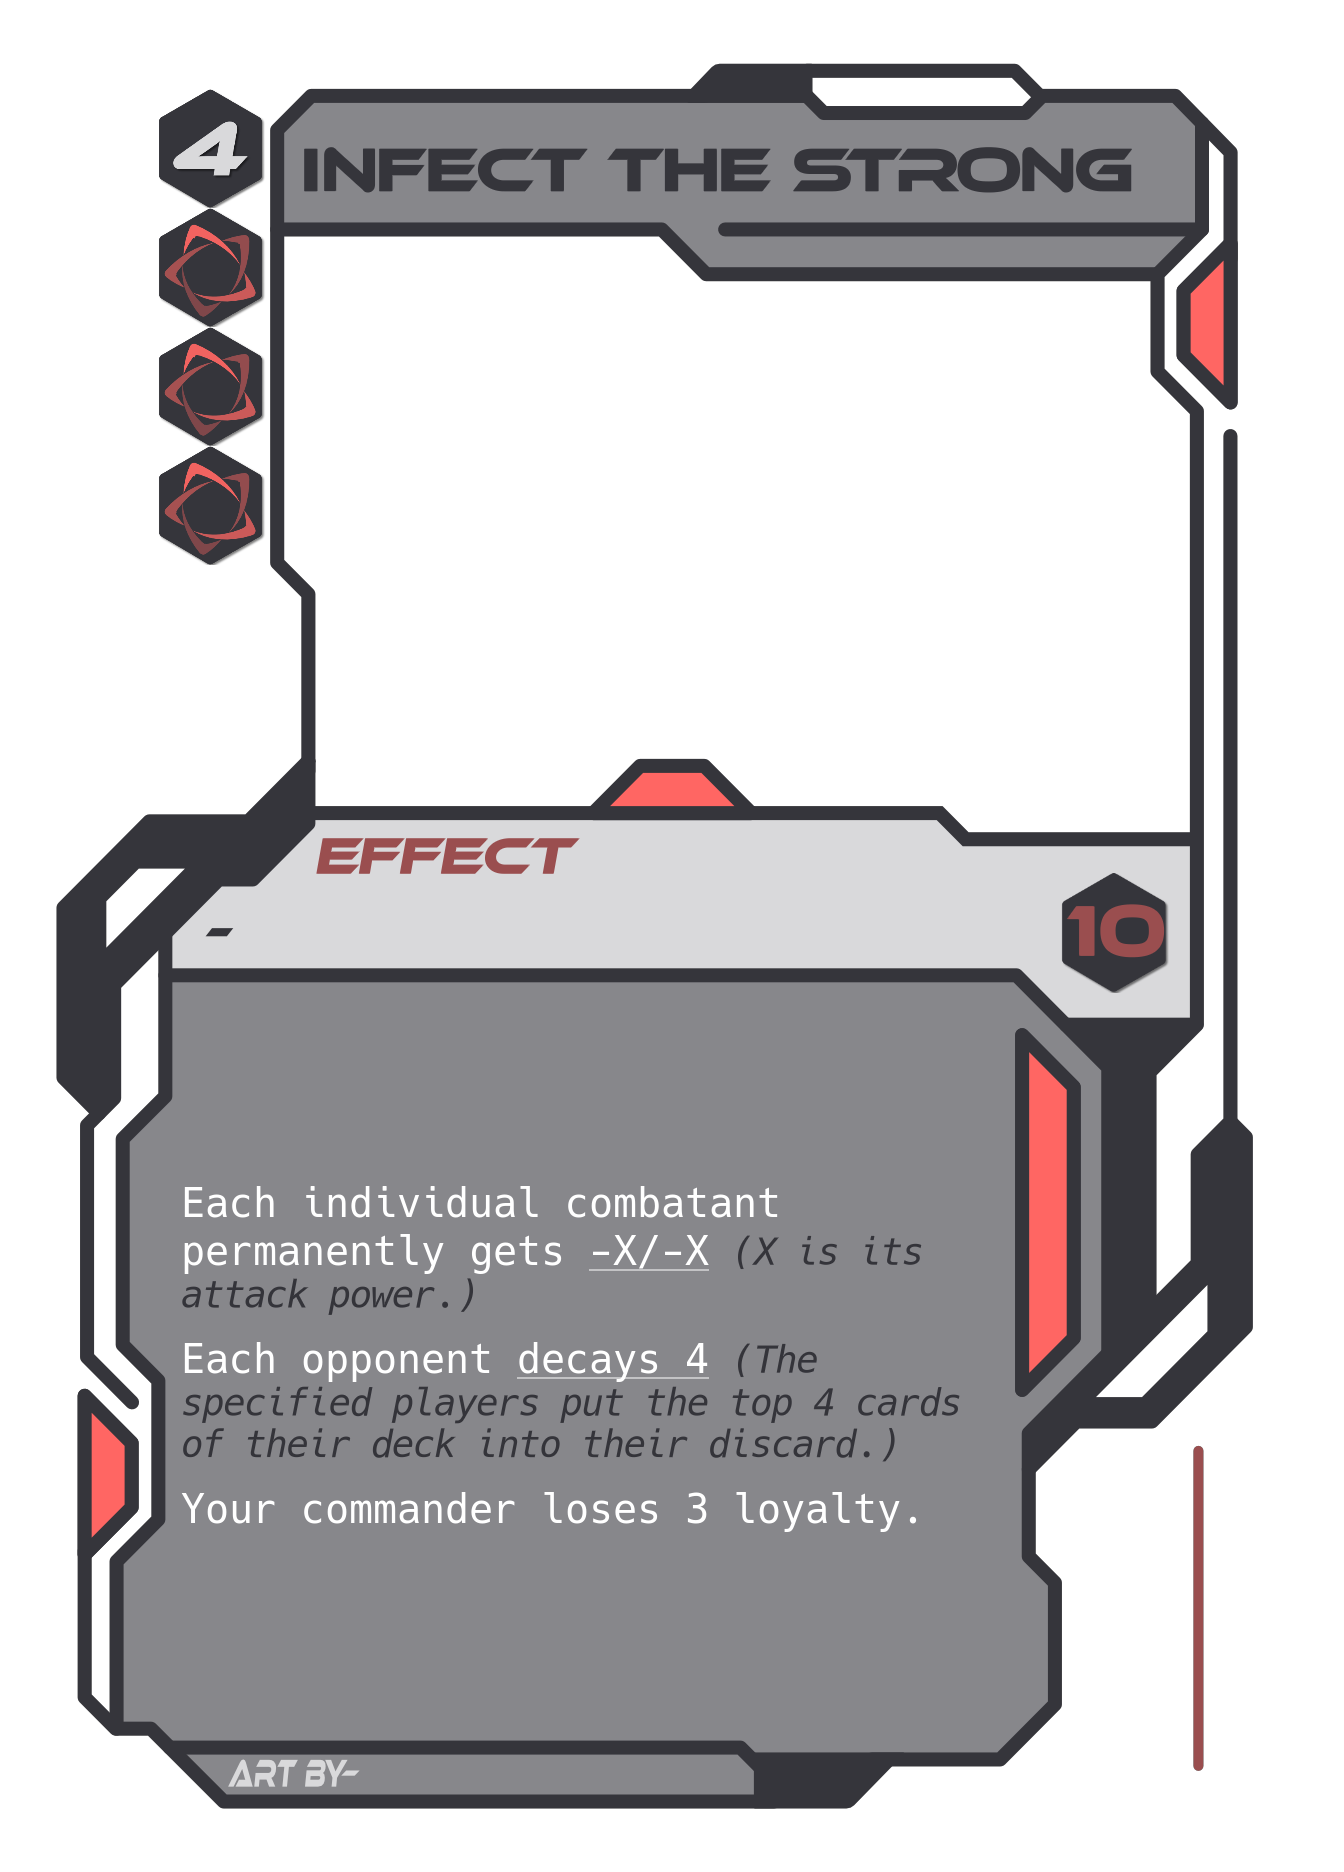 4
INFECT THE STRONG
EFFECT
-
10
Each individual combatant
permanently gets -X/-X (X is its
attack power.)
Each opponent decays 4 (The
specified players put the top 4 cards
of their deck into their discard.)
Your commander loses 3 loyalty.
ART BY-